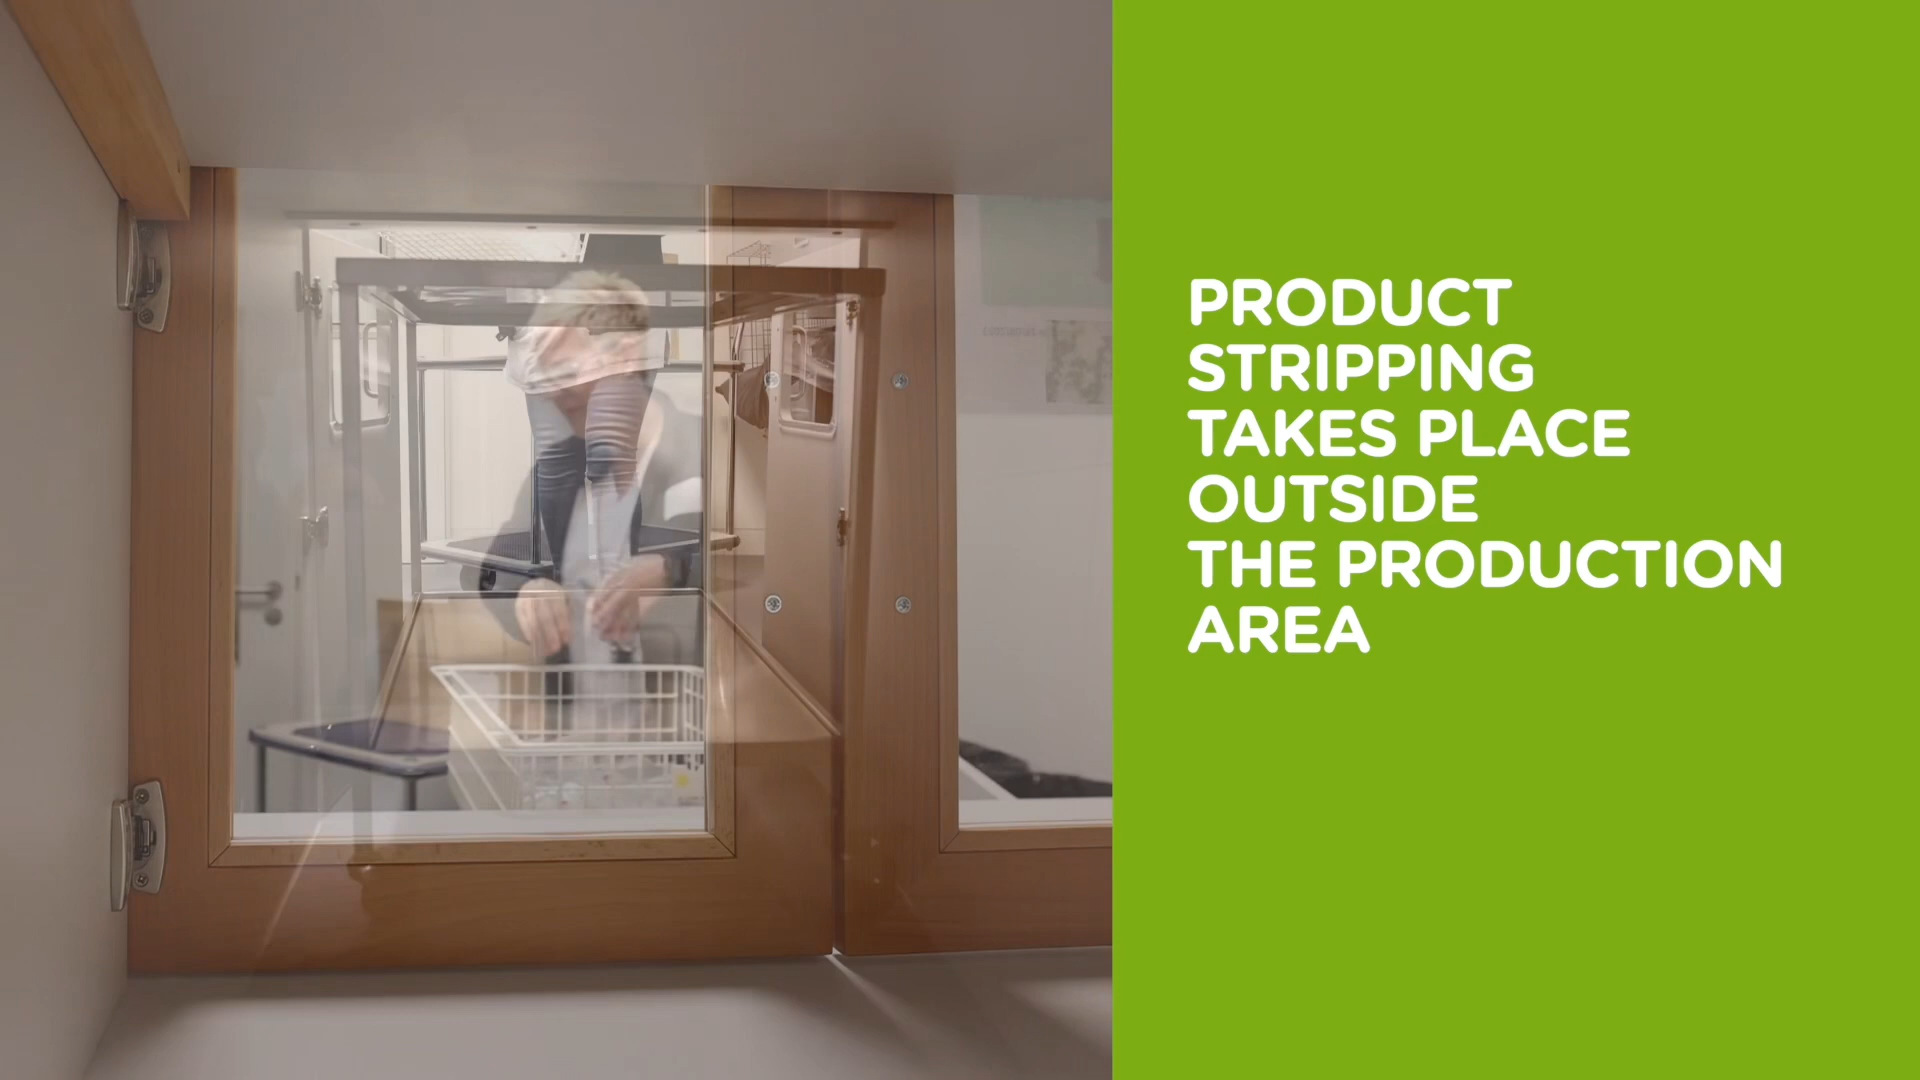 PRODUCT
STRIPPING
TAKES PLACE
OUTSIDE
THE PRODUCTION
AREA